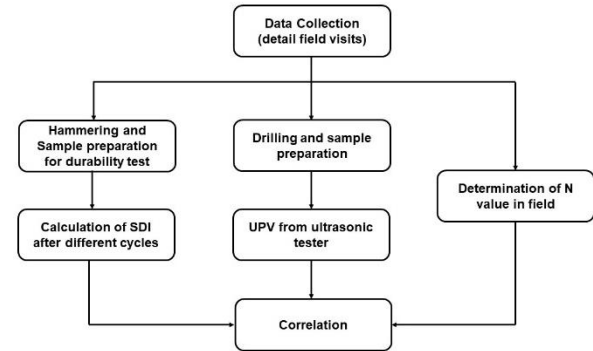 Data Collection
(detail field visits)
Hammering and
Sample preparation
for durability test
Drilling and sample
preparation
Determination of N
value in field
Calculation of SDI
after different cycles
UPV from ultrasonic
tester
Correlation